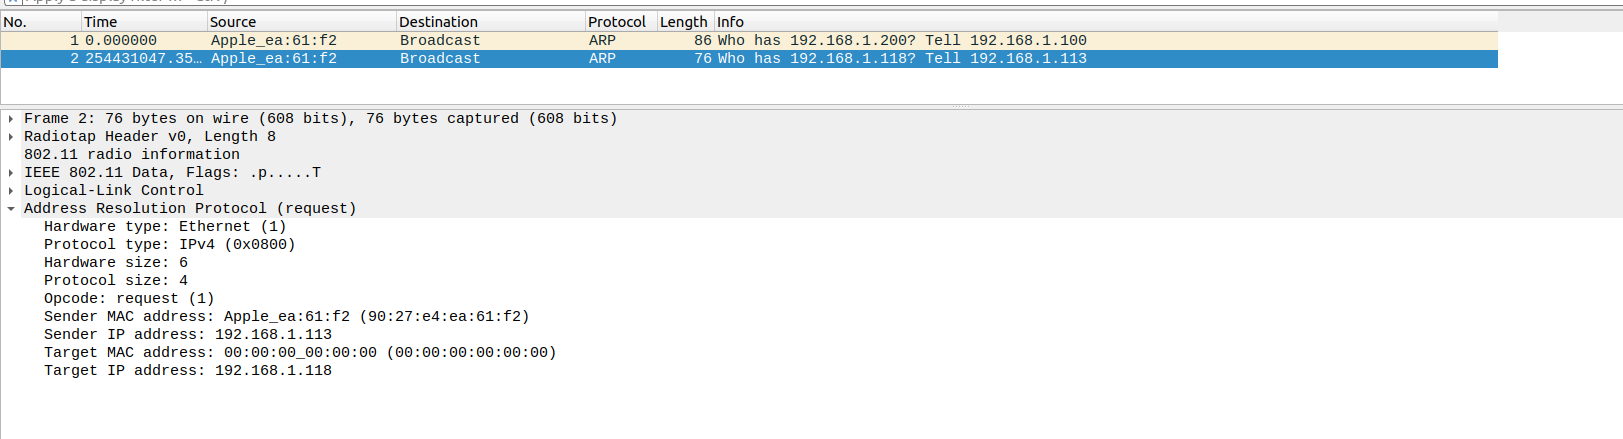 No. Time Source Destination Protocol Length Info
1 0.000000 Apple_ea:61:f2 Broadcast ARP 86 Who has 192.168.1.200? Tell 192.168.1.100
2 254431047.35… Apple_ea:61:f2 Broadcast ARP 76 Who has 192.168.1.118? Tell 192.168.1.113
Frame 2: 76 bytes on wire (608 bits), 76 bytes captured (608 bits)
Radiotap Header v0, Length 8
802.11 radio information
IEEE 802.11 Data, Flags: .p.....T
Logical-Link Control
Address Resolution Protocol (request)
Hardware type: Ethernet (1)
Protocol type: IPv4 (0x0800)
Hardware size: 6
Protocol size: 4
Opcode: request (1)
Sender MAC address: Apple_ea:61:f2 (90:27:e4:ea:61:f2)
Sender IP address: 192.168.1.113
Target MAC address: 00:00:00_00:00:00 (00:00:00:00:00:00)
Target IP address: 192.168.1.118